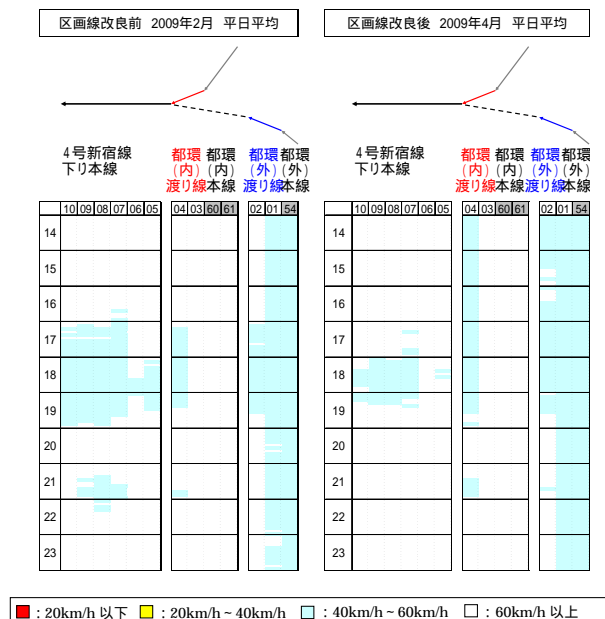 区画線改良前 2009年2月 平日平均
区画線改良後 2009年4月 平日平均
4号新宿線
下り本線
都環
(内)
渡り線
都環
(内)
本線
都環
(外)
渡り線
都環
(外)
本線
4号新宿線
下り本線
都環
(内)
渡り線
都環
(内)
本線
都環
(外)
渡り線
都環
(外)
本線
10 09 08 07 06 05 04 03 60 61 02 01 54
10 09 08 07 06 05 04 03 60 61 02 01 54
14 14
15 15
16 16
17 17
18 18
19 19
20 20
21 21
22 22
23 23
: 20km/h 以下 : 20km/h ~ 40km/h : 40km/h ~ 60km/h : 60km/h 以上